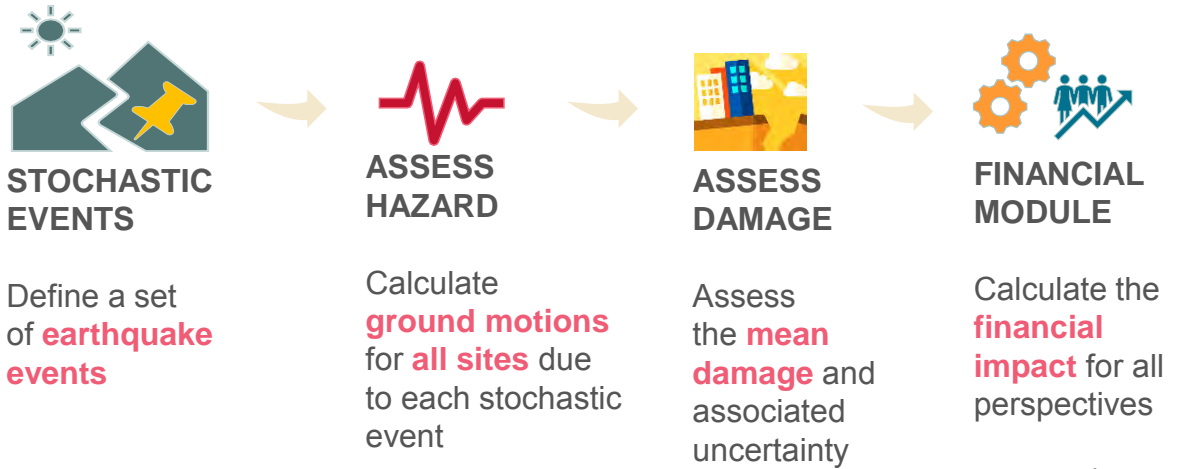 STOCHASTIC
EVENTS
Define a set
of earthquake
events
ASSESS
HAZARD
Calculate
ground motions
for all sites due
to each stochastic
event
ASSESS
DAMAGE
Assess
the mean
damage and
associated
uncertainty
FINANCIAL
MODULE
Calculate the
financial
impact for all
perspectives